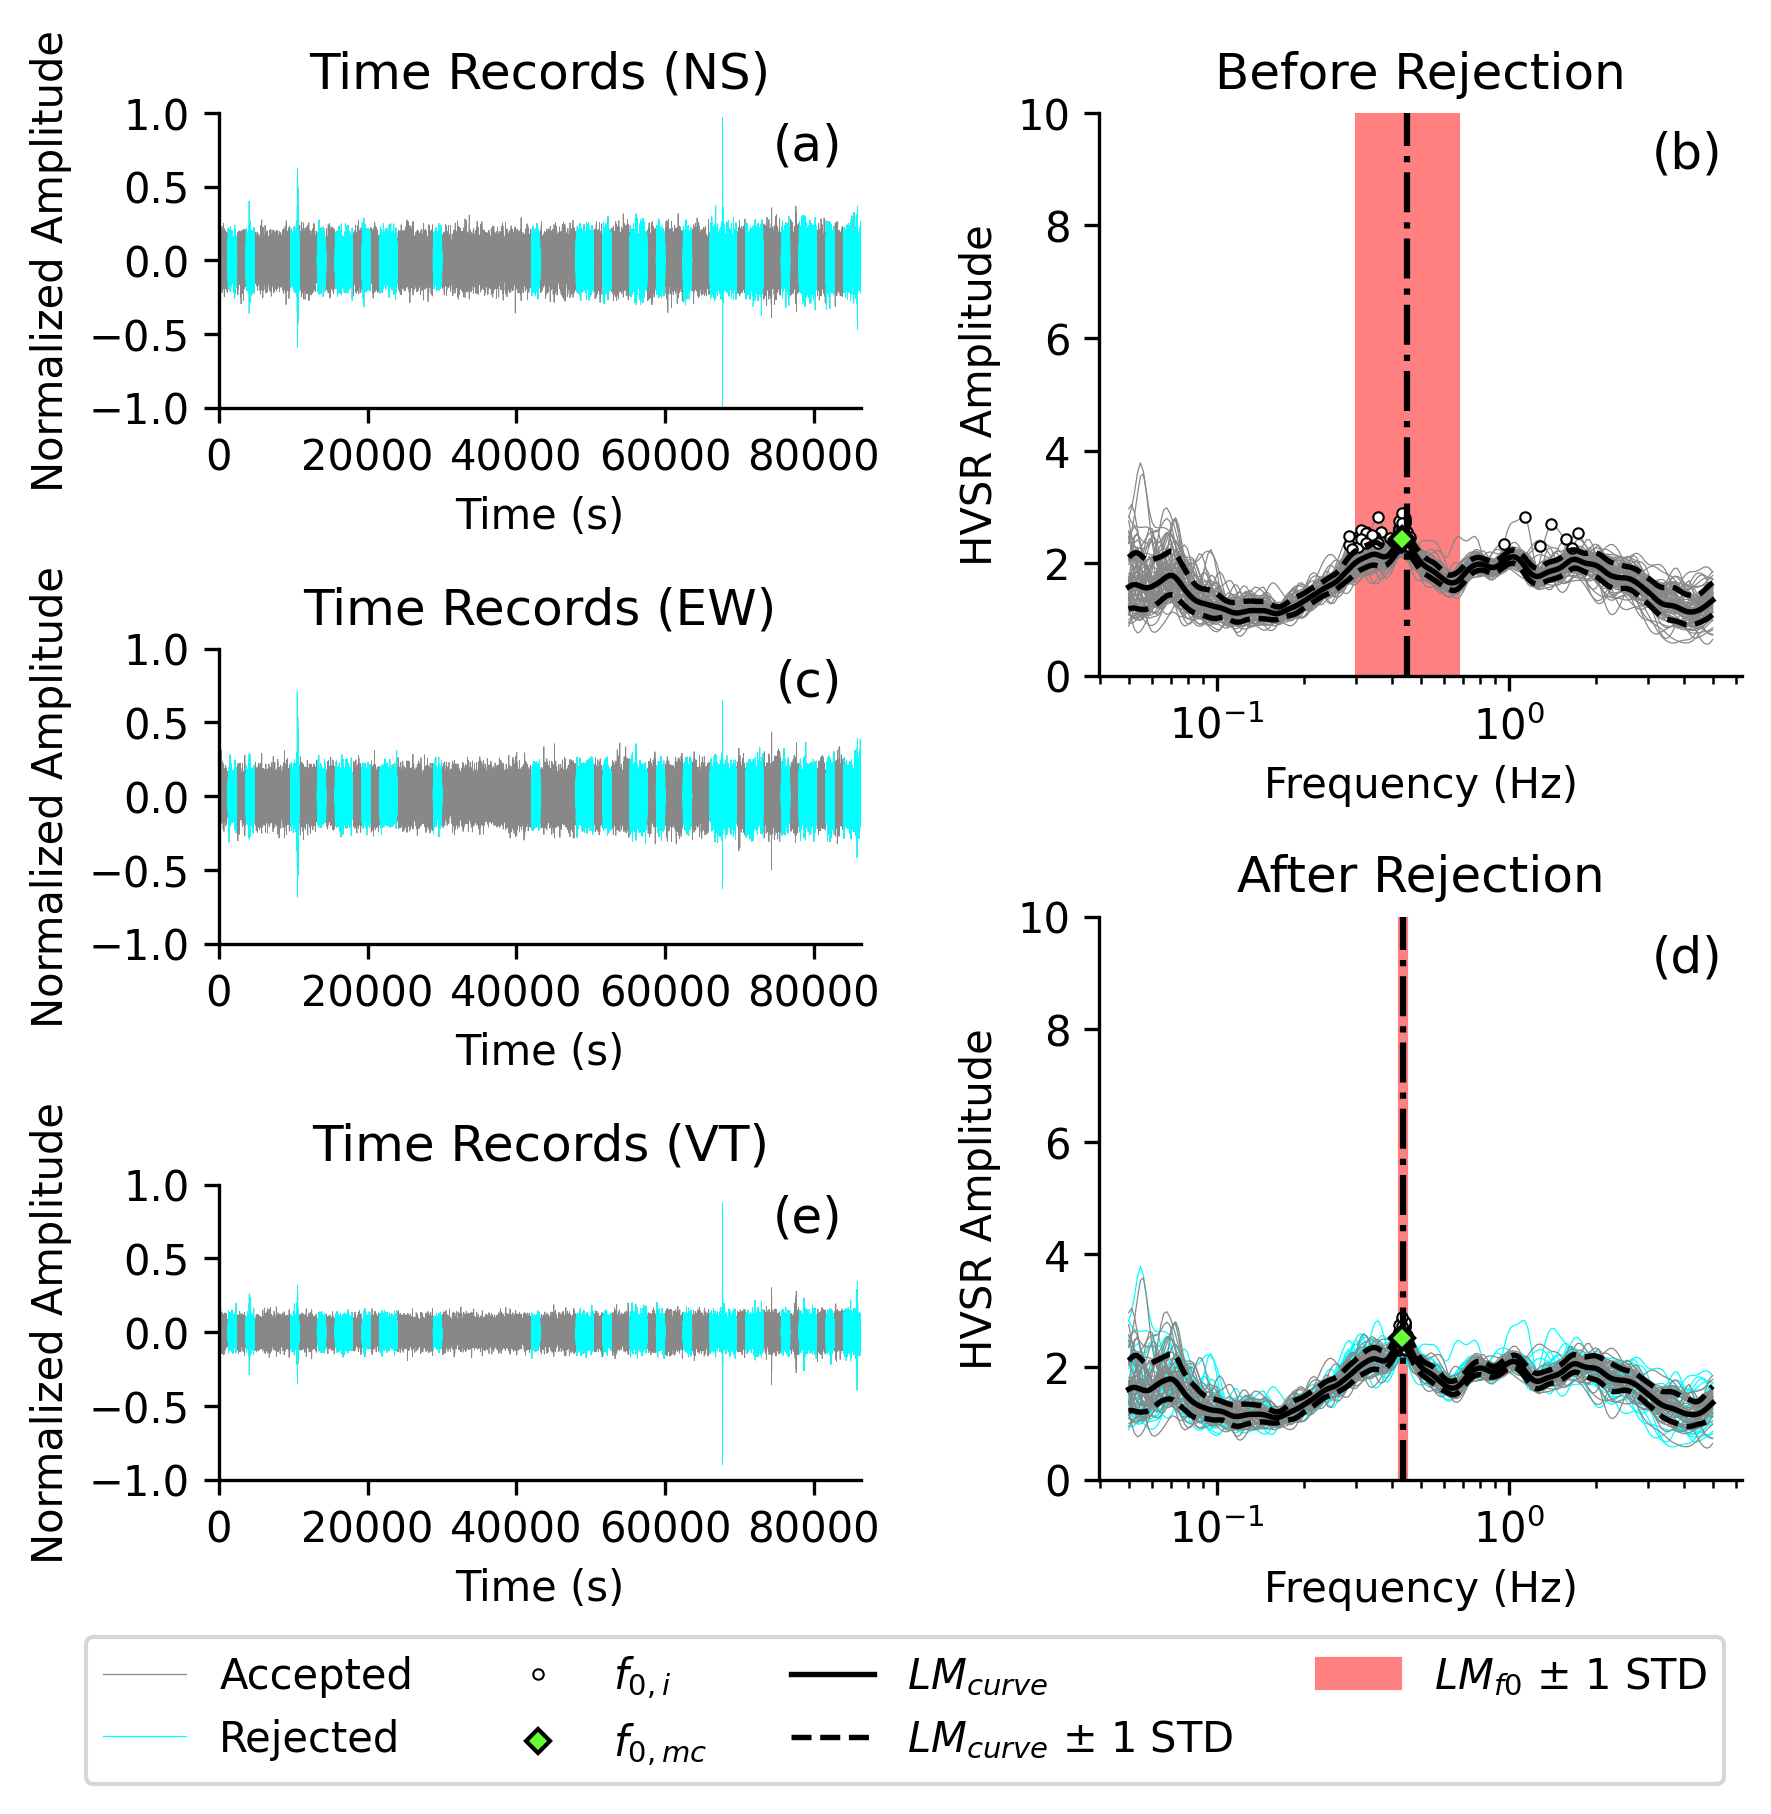 Time Records (NS)
Normalized Amplitude
1.0
0.5
0.0
−0.5
−1.0
(a)
0 20000 40000 60000 80000
Time (s)
Before Rejection
HVSR Amplitude
10
8
6
4
2
0
(b)
10⁻¹ 10⁰
Frequency (Hz)
Time Records (EW)
Normalized Amplitude
1.0
0.5
0.0
−0.5
−1.0
(c)
0 20000 40000 60000 80000
Time (s)
After Rejection
HVSR Amplitude
10
8
6
4
2
0
(d)
10⁻¹ 10⁰
Frequency (Hz)
Time Records (VT)
Normalized Amplitude
1.0
0.5
0.0
−0.5
−1.0
(e)
0 20000 40000 60000 80000
Time (s)
Accepted f0,i LMcurve LMf0 ± 1 STD
Rejected f0,mc LMcurve ± 1 STD